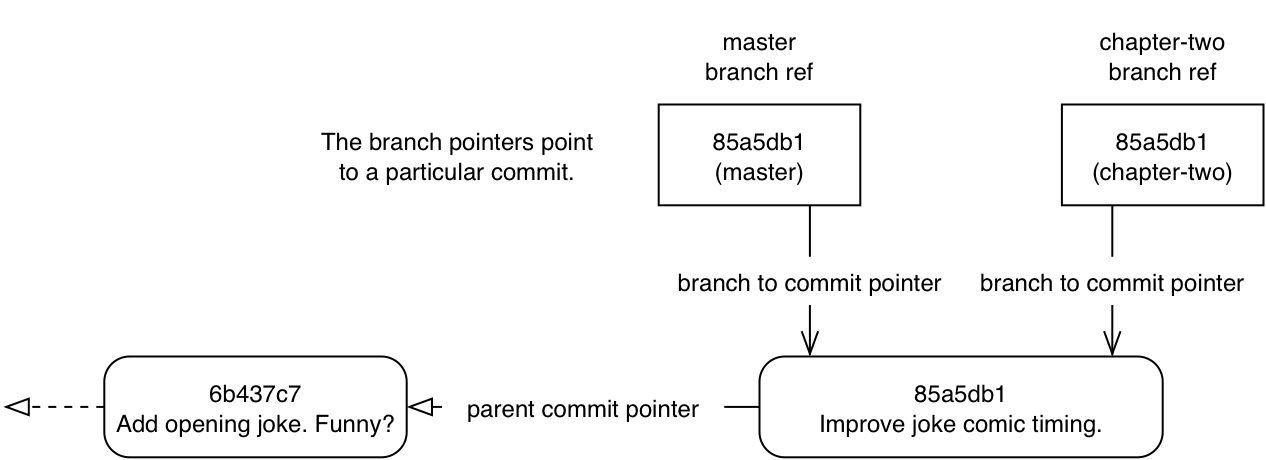 master
branch ref
chapter-two
branch ref
The branch pointers point
to a particular commit.
85a5db1
(master)
85a5db1
(chapter-two)
branch to commit pointer
branch to commit pointer
6b437c7
Add opening joke. Funny?
parent commit pointer
85a5db1
Improve joke comic timing.